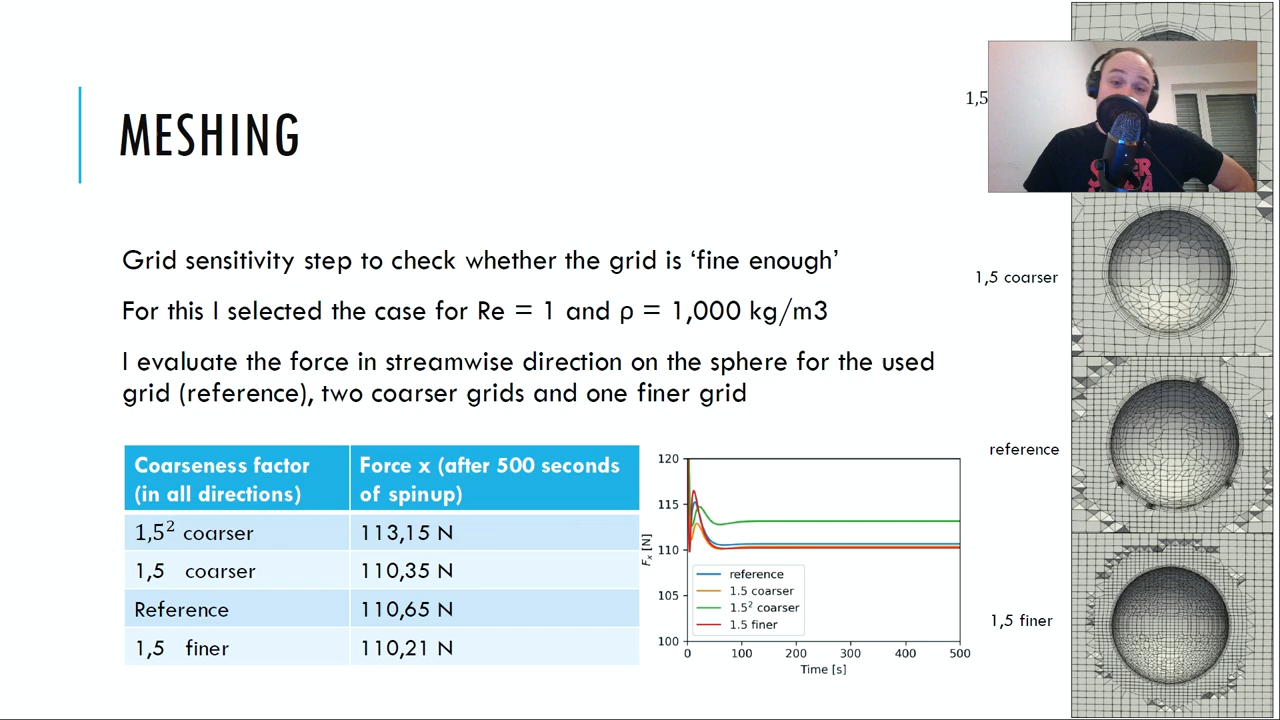 MESHING
Grid sensitivity step to check whether the grid is ‘fine enough’
For this I selected the case for Re = 1 and ρ = 1,000 kg/m3
I evaluate the force in streamwise direction on the sphere for the used
grid (reference), two coarser grids and one finer grid
Coarseness factor
(in all directions)
Force x (after 500 seconds
of spinup)
1,5² coarser
113,15 N
1,5 coarser
110,35 N
Reference
110,65 N
1,5 finer
110,21 N
120
115
110
105
100
Fₓ [N]
reference
1.5 coarser
1.5² coarser
1.5 finer
0
100
200
300
400
500
Time [s]
1,5
1,5 coarser
reference
1,5 finer